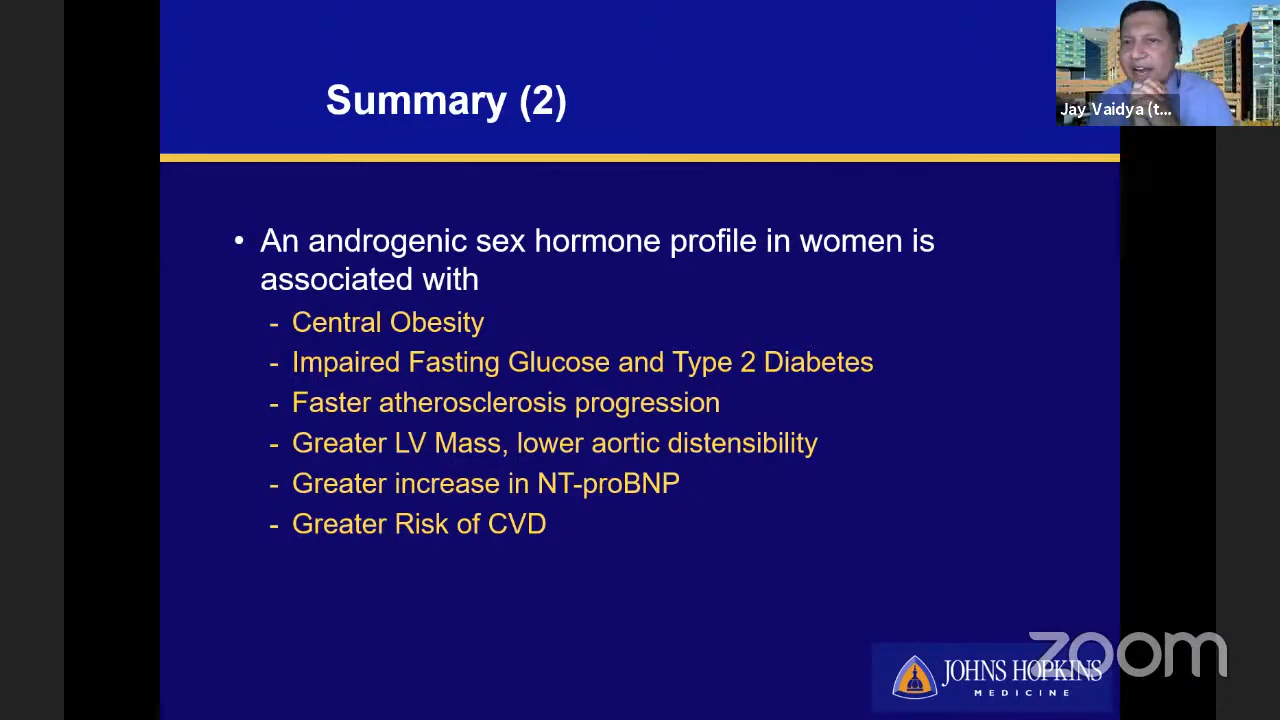 Summary (2)
Jay Vaidya (t...
• An androgenic sex hormone profile in women is
associated with
- Central Obesity
- Impaired Fasting Glucose and Type 2 Diabetes
- Faster atherosclerosis progression
- Greater LV Mass, lower aortic distensibility
- Greater increase in NT-proBNP
- Greater Risk of CVD
zoom
JOHNS HOPKINS
MEDICINE